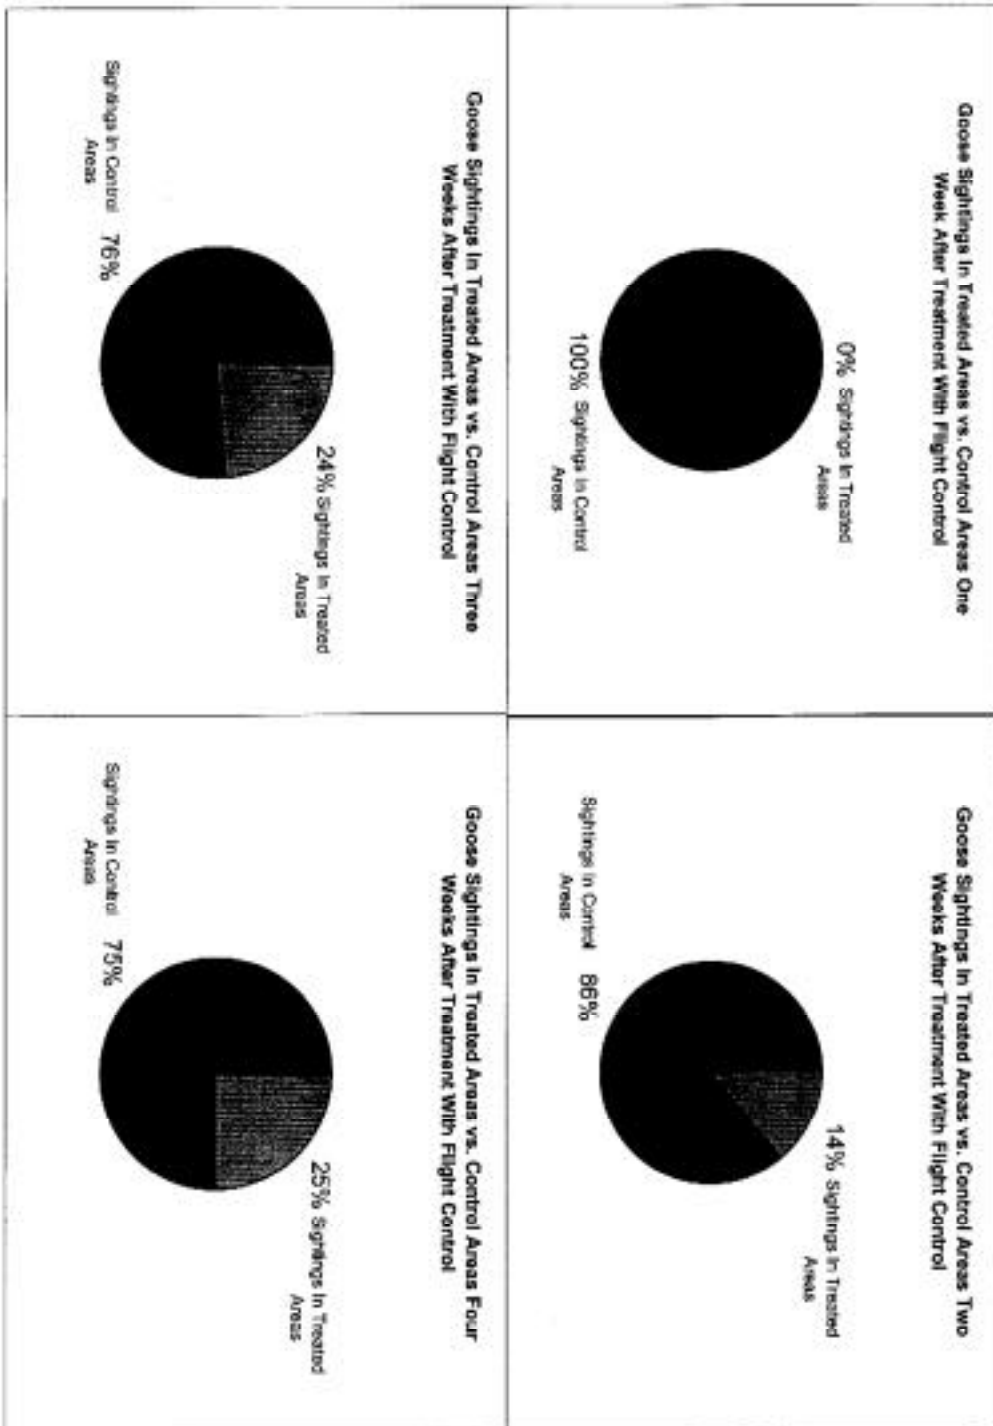 Goose Sightings In Treated Areas vs. Control Areas One
Week After Treatment With Flight Control
0% Sightings In Treated
Areas
100% Sightings In Control
Areas
Goose Sightings In Treated Areas vs. Control Areas Two
Weeks After Treatment With Flight Control
14% Sightings In Treated
Areas
Sightings In Control 86%
Areas
Goose Sightings In Treated Areas vs. Control Areas Three
Weeks After Treatment With Flight Control
24% Sightings In Treated
Areas
Sightings In Control 76%
Areas
Goose Sightings In Treated Areas vs. Control Areas Four
Weeks After Treatment With Flight Control
25% Sightings In Treated
Areas
Sightings In Control 75%
Areas